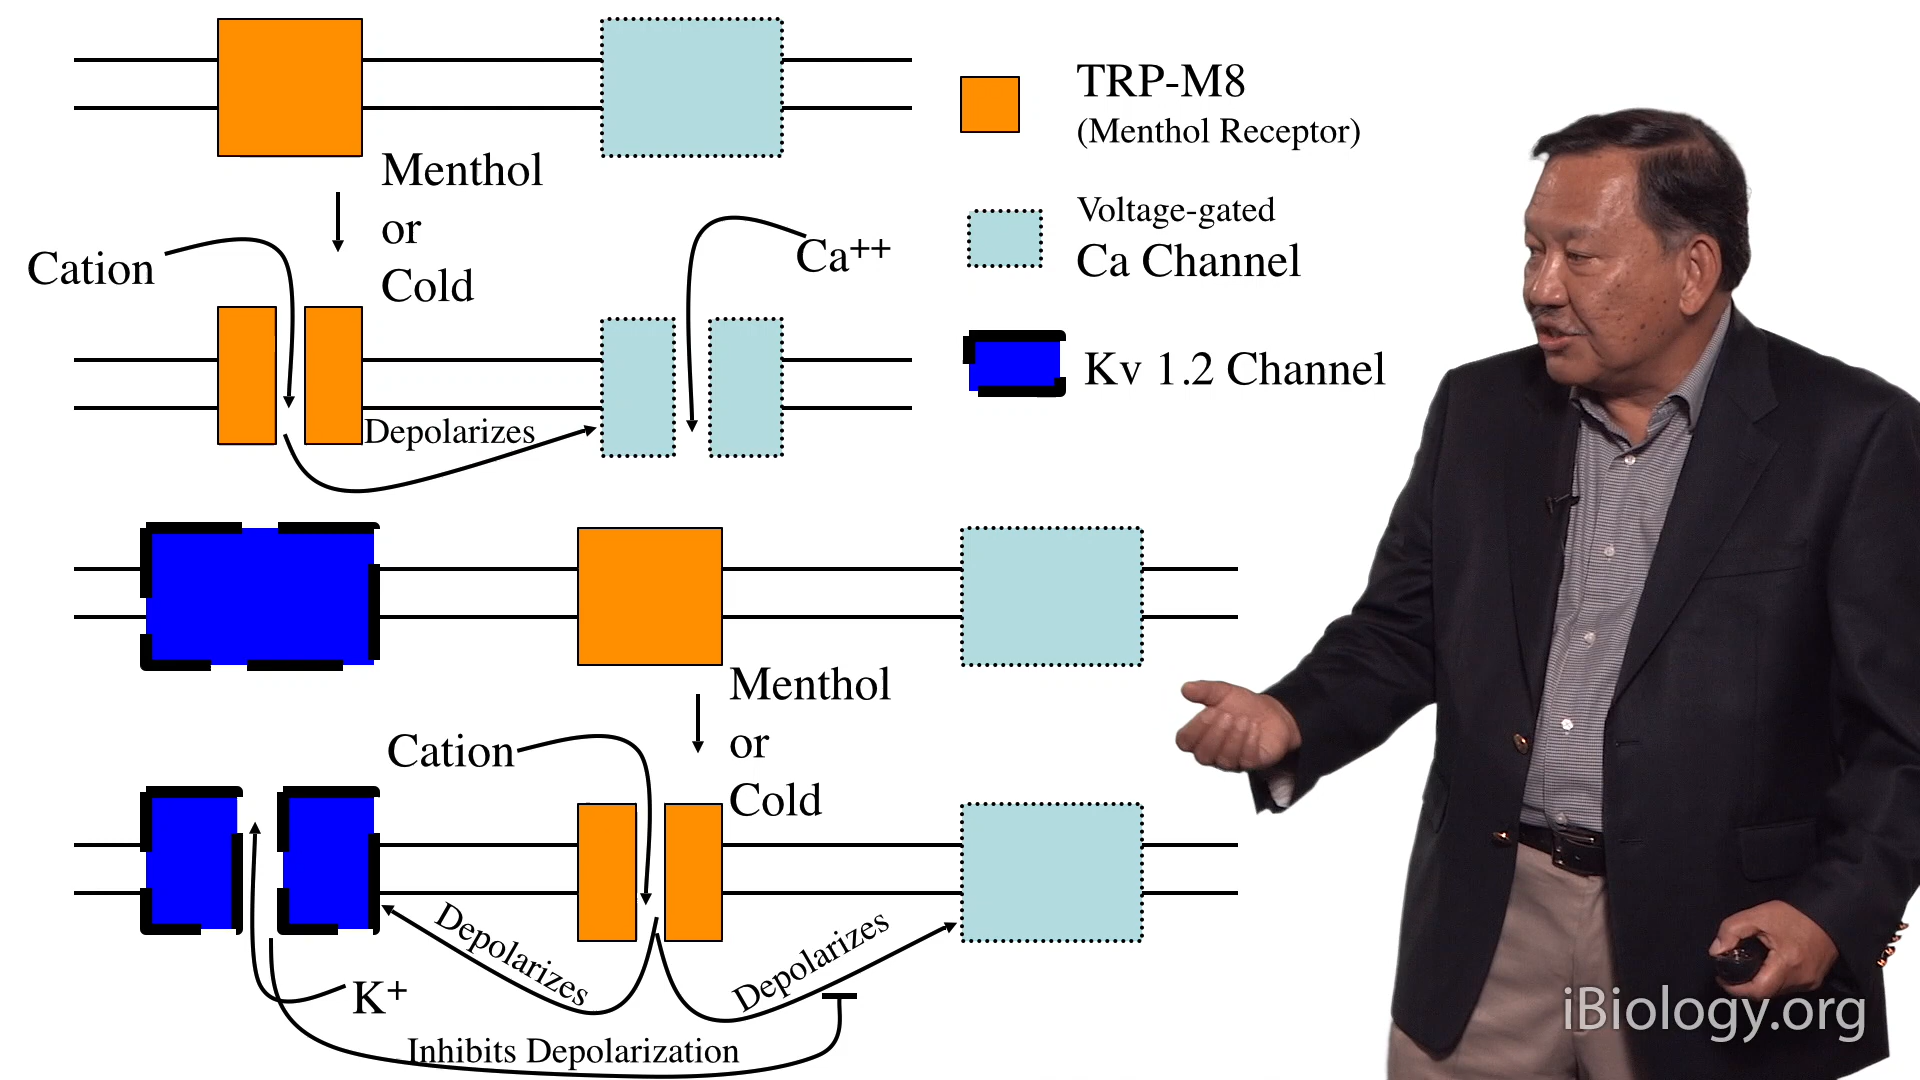 TRP-M8
(Menthol Receptor)
Menthol
or
Cold
Cation
Ca++
Voltage-gated
Ca Channel
Kv 1.2 Channel
Depolarizes
Menthol
or
Cold
Cation
Depolarizes
Depolarizes
K+
Inhibits Depolarization
iBiology.org